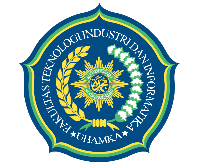 FAKULTAS TEKNOLOGI INDUSTRI DAN INFORMATIKA
UHAMKA